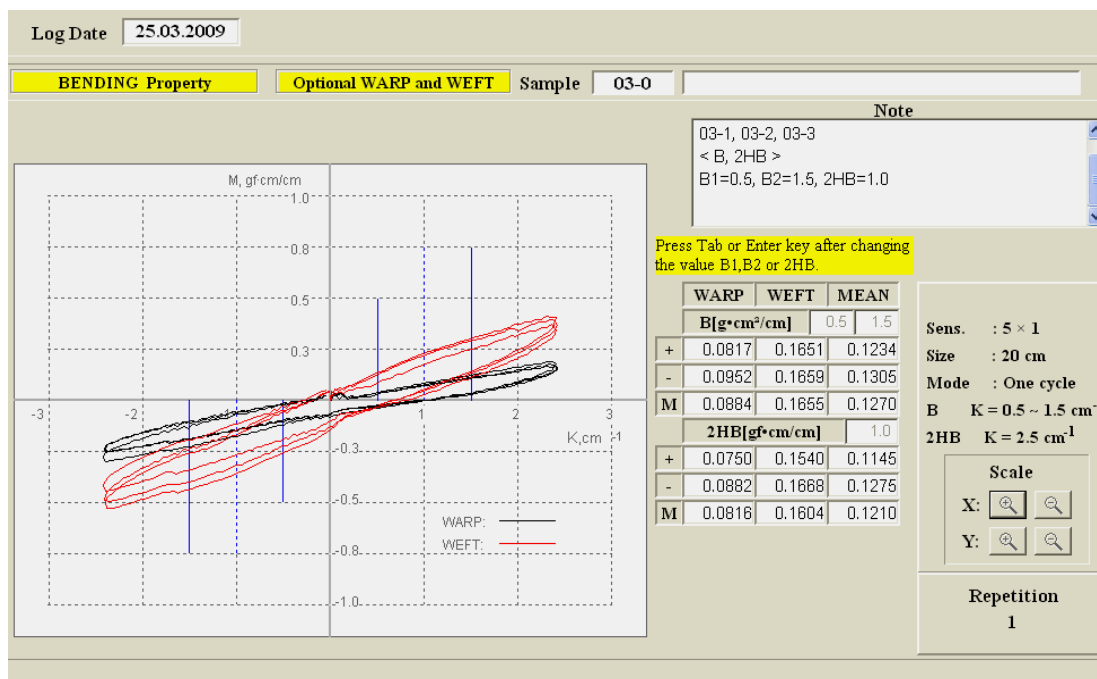 Log Date 25.03.2009
BENDING Property Optional WARP and WEFT Sample 03-0
Note
03-1, 03-2, 03-3
< B, 2HB >
B1=0.5, B2=1.5, 2HB=1.0
Press Tab or Enter key after changing
the value B1,B2 or 2HB.
M, gf·cm/cm
1.0
0.8
0.5
0.3
-3 -2 1 2 3
K,cm -1
-0.3
-0.5
-0.8
-1.0
WARP:
WEFT:
WARP WEFT MEAN
B[g•cm²/cm] 0.5 1.5
+ 0.0817 0.1651 0.1234
- 0.0952 0.1659 0.1305
M 0.0884 0.1655 0.1270
2HB[gf•cm/cm] 1.0
+ 0.0750 0.1540 0.1145
- 0.0882 0.1668 0.1275
M 0.0816 0.1604 0.1210
Sens. : 5 × 1
Size : 20 cm
Mode : One cycle
B K = 0.5 ~ 1.5 cm-
2HB K = 2.5 cm-1
Scale
X:
Y:
Repetition
1